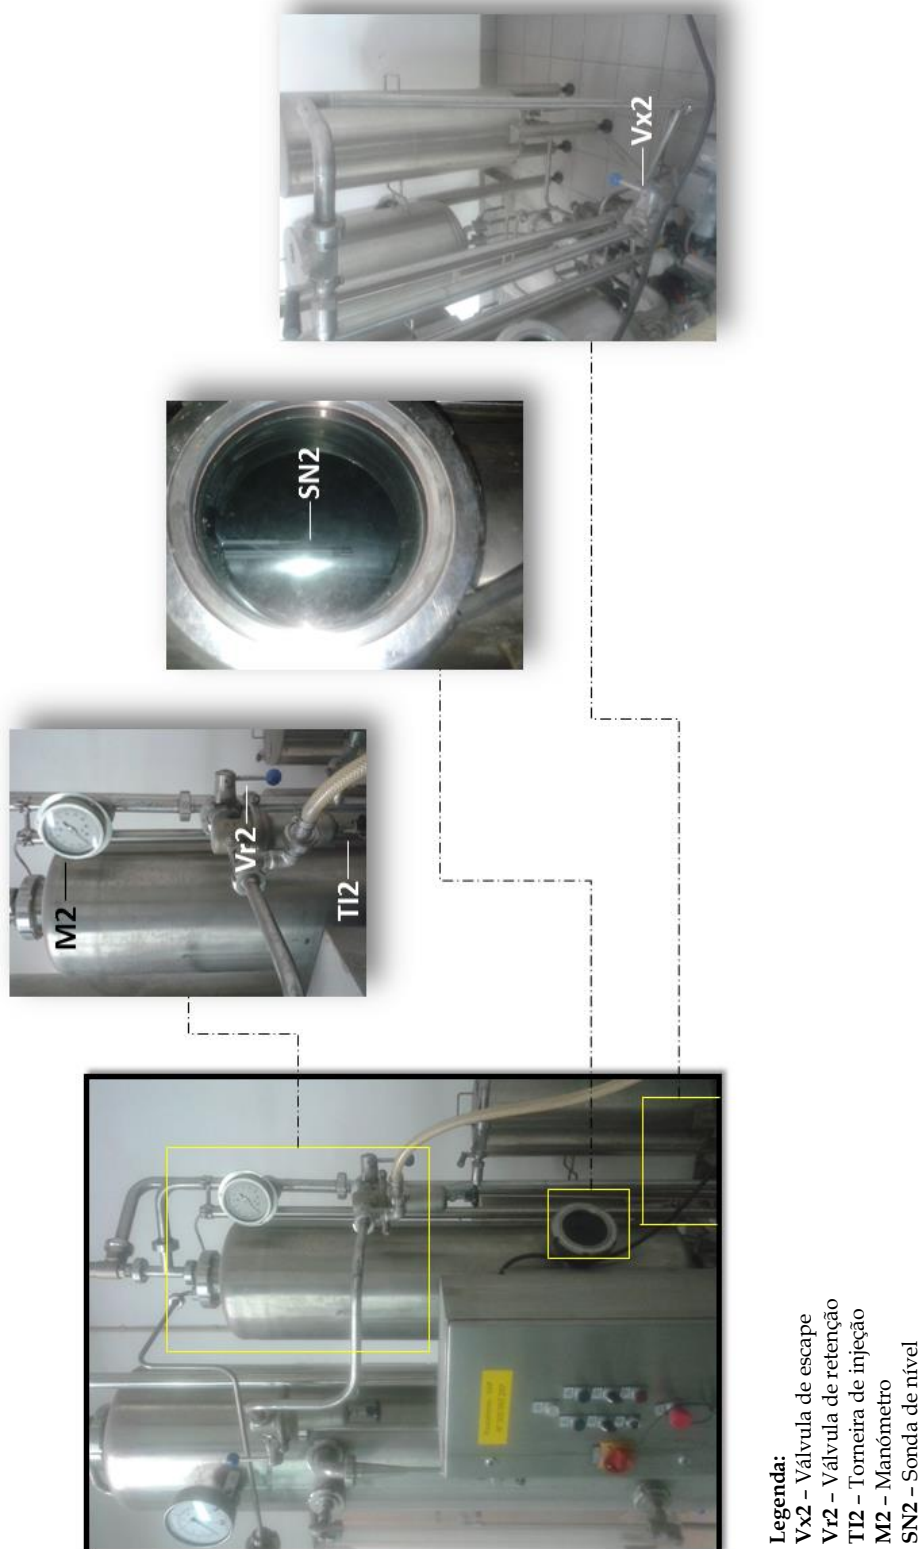 M2
Vr2
TI2
SN2
Vx2
Legenda:
Vx2 – Válvula de escape
Vr2 – Válvula de retenção
TI2 – Torneira de injeção
M2 – Manómetro
SN2 – Sonda de nível